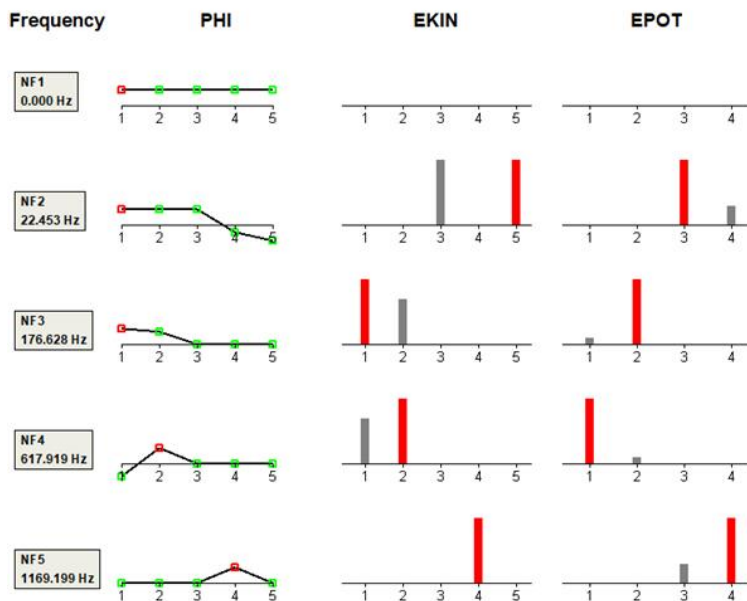 Frequency PHI EKIN EPOT
NF1
0.000 Hz
1 2 3 4 5 1 2 3 4 5 1 2 3 4
NF2
22.453 Hz
1 2 3 4 5 1 2 3 4 5 1 2 3 4
NF3
176.628 Hz
1 2 3 4 5 1 2 3 4 5 1 2 3 4
NF4
617.919 Hz
1 2 3 4 5 1 2 3 4 5 1 2 3 4
NF5
1169.199 Hz
1 2 3 4 5 1 2 3 4 5 1 2 3 4